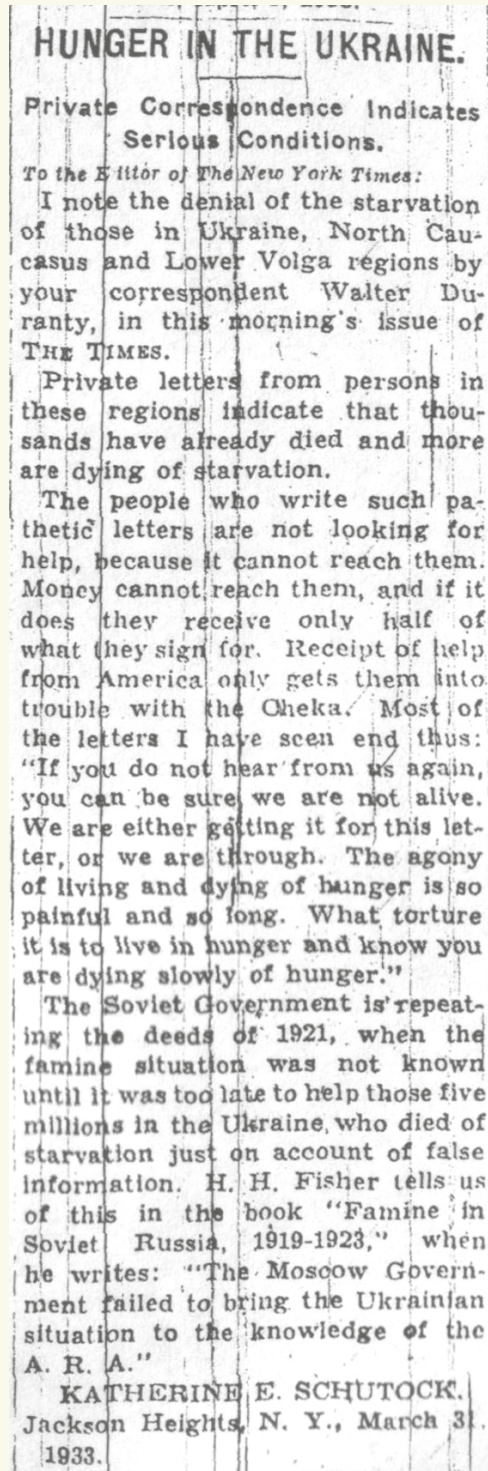 HUNGER IN THE UKRAINE.
Private Correspondence Indicates
Serious Conditions.
To the Editor of The New York Times:
I note the denial of the starvation
of those in Ukraine, North Cau-
casus and Lower Volga regions by
your correspondent Walter Du-
ranty, in this morning's issue of
THE TIMES.
Private letters from persons in
these regions indicate that thou-
sands have already died and more
are dying of starvation.
The people who write such pa-
thetic letters are not looking for
help, because it cannot reach them.
Money cannot reach them, and if it
does they receive only half of
what they sign for. Receipt of help
from America only gets them into
trouble with the Cheka. Most of
the letters I have seen end thus:
"If you do not hear from us again,
you can be sure we are not alive.
We are either getting it for this let-
ter, or we are through. The agony
of living and dying of hunger is so
painful and so long. What torture
it is to live in hunger and know you
are dying slowly of hunger."
The Soviet Government is repeat-
ing the deeds of 1921, when the
famine situation was not known
until it was too late to help those five
millions in the Ukraine who died of
starvation just on account of false
information. H. H. Fisher tells us
of this in the book "Famine in
Soviet Russia, 1919-1923," when
he writes: "The Moscow Govern-
ment failed to bring the Ukrainian
situation to the knowledge of the
A. R. A."
KATHERINE E. SCHUTOCK.
Jackson Heights, N. Y., March 31,
1933.